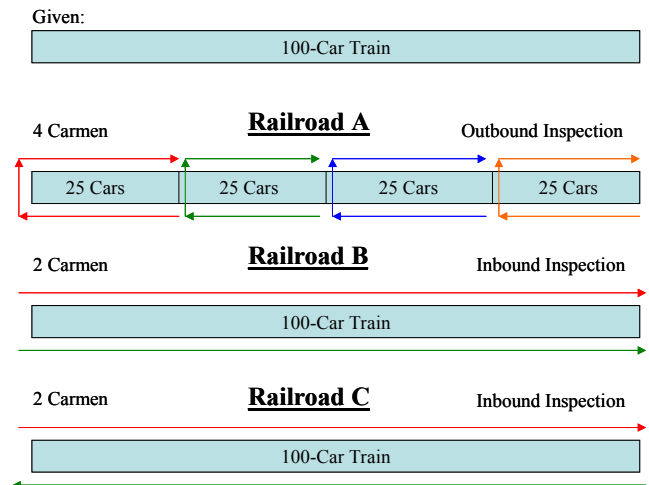 Given:
100-Car Train
4 Carmen Railroad A Outbound Inspection
25 Cars 25 Cars 25 Cars 25 Cars
2 Carmen Railroad B Inbound Inspection
100-Car Train
2 Carmen Railroad C Inbound Inspection
100-Car Train